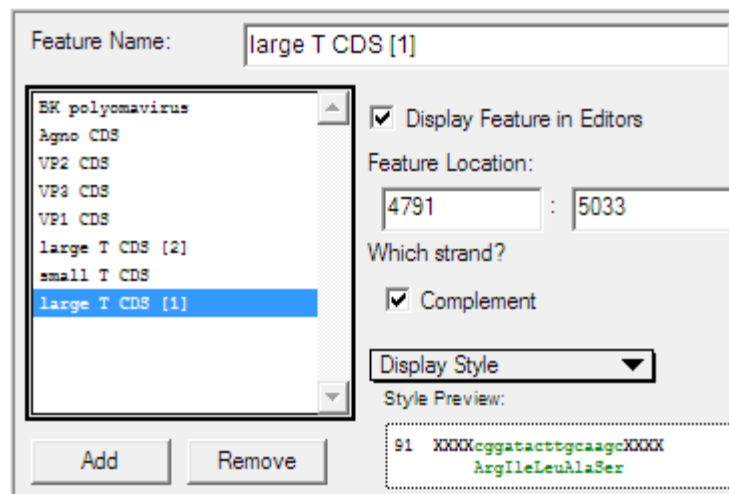 Feature Name:
large T CDS [1]
BK polyomavirus
Agno CDS
VP2 CDS
VP3 CDS
VP1 CDS
large T CDS [2]
small T CDS
large T CDS [1]
Display Feature in Editors
Feature Location:
4791 : 5033
Which strand?
Complement
Display Style
Style Preview:
91 XXXXcggatacttgcaagcXXXX
ArgIleLeuAlaSer
Add Remove